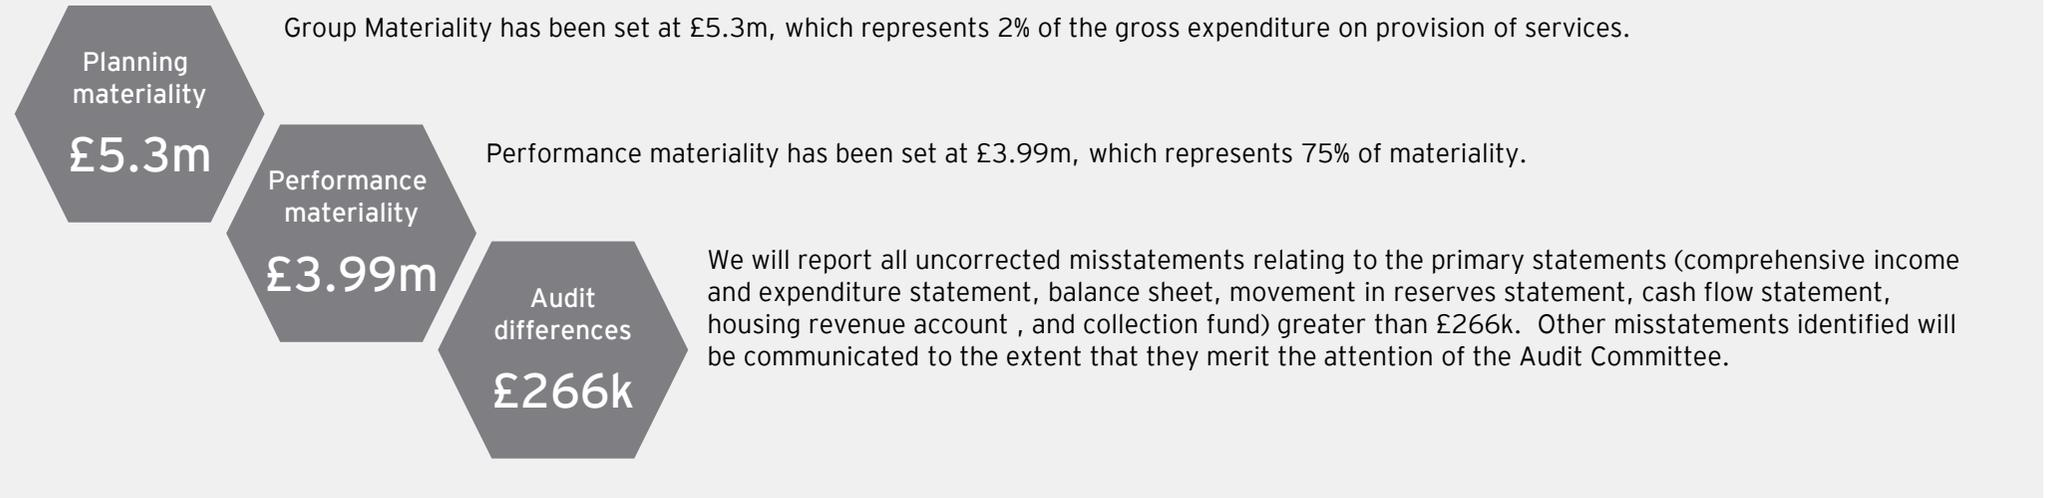 Group Materiality has been set at £5.3m, which represents 2% of the gross expenditure on provision of services.
Planning
materiality
£5.3m
Performance materiality has been set at £3.99m, which represents 75% of materiality.
Performance
materiality
£3.99m
We will report all uncorrected misstatements relating to the primary statements (comprehensive income
and expenditure statement, balance sheet, movement in reserves statement, cash flow statement,
housing revenue account , and collection fund) greater than £266k.  Other misstatements identified will
be communicated to the extent that they merit the attention of the Audit Committee.
Audit
differences
£266k